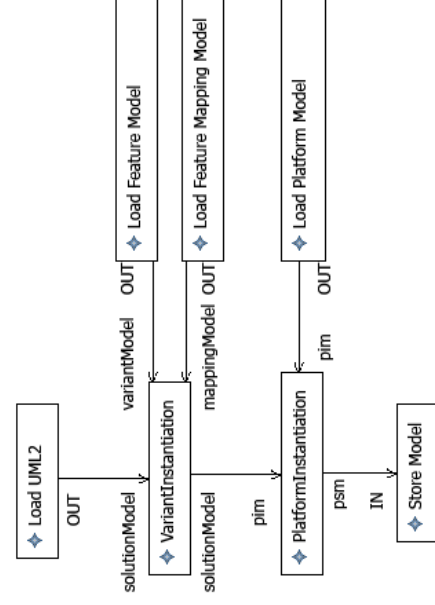 Load UML2
OUT
solutionModel
VariantInstantiation
solutionModel
variantModel
OUT
Load Feature Model
mappingModel
OUT
Load Feature Mapping Model
pim
PlatformInstantiation
pim
OUT
Load Platform Model
psm
IN
Store Model